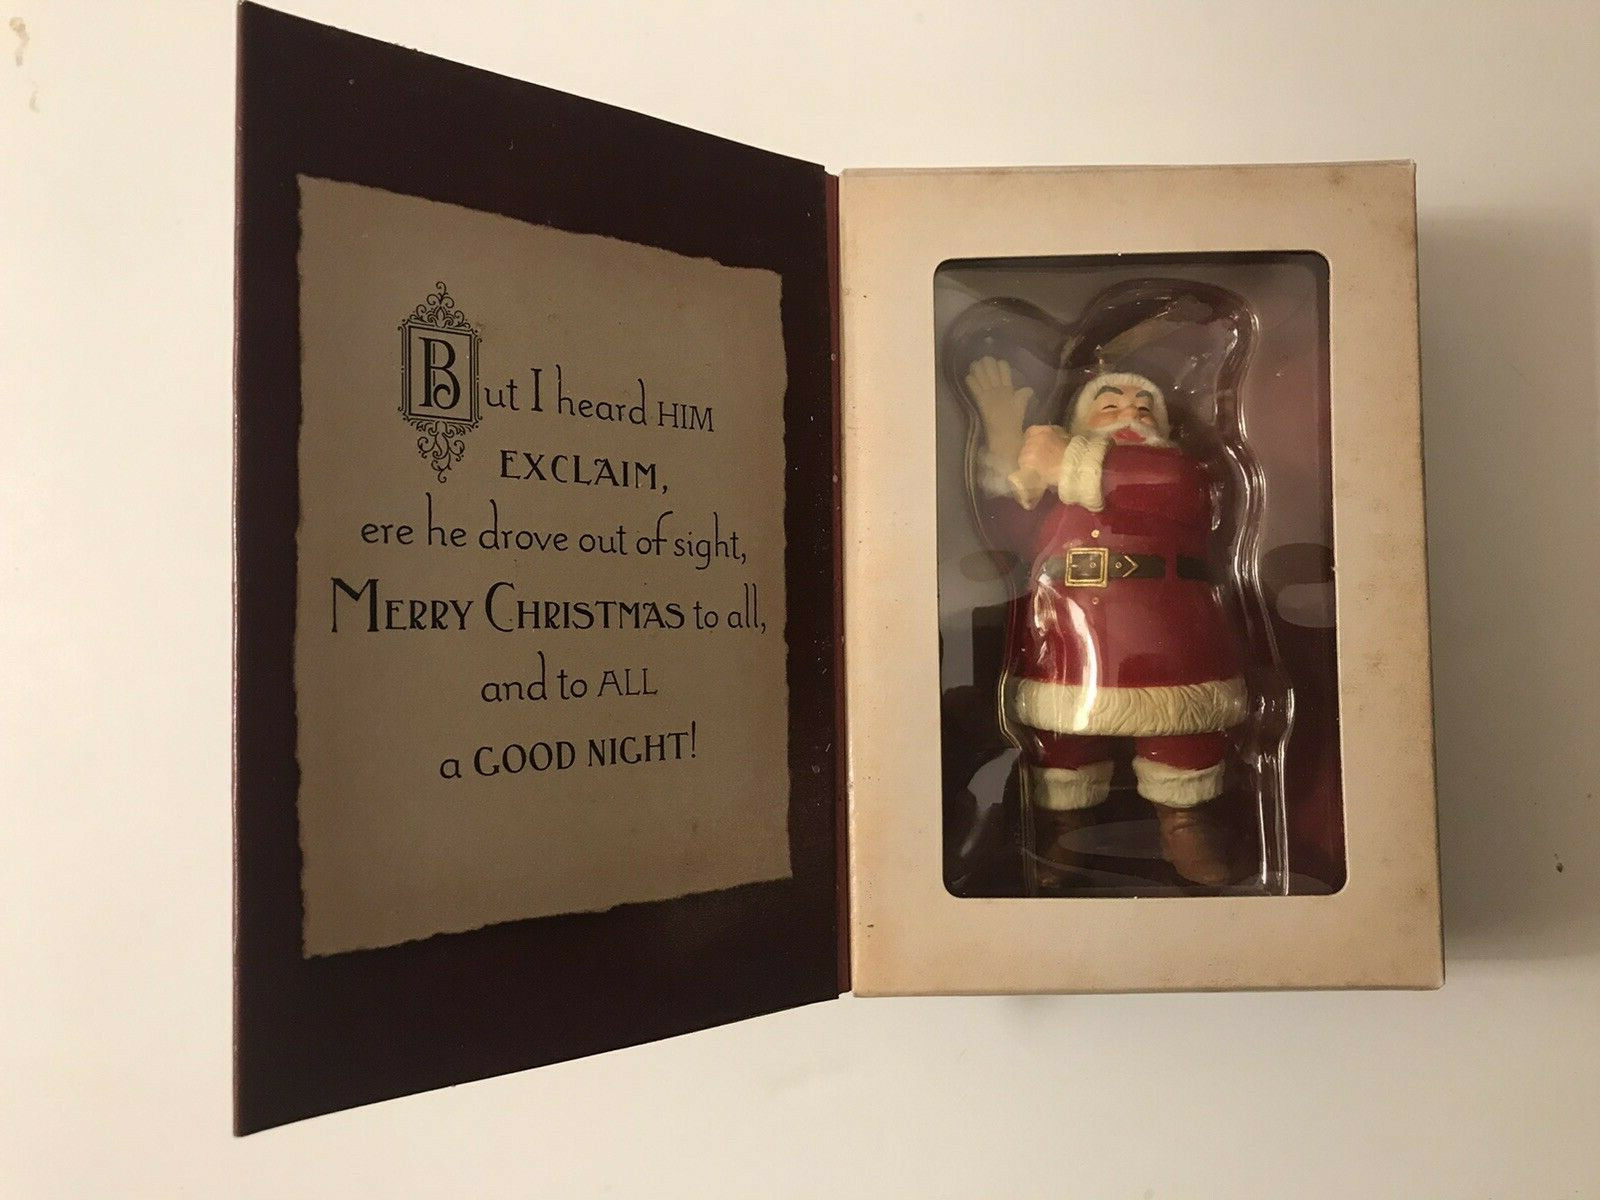 But I heard HIM
EXCLAIM,
ere he drove out of sight,
MERRY CHRISTMAS to all,
and to ALL
a GOOD NIGHT!